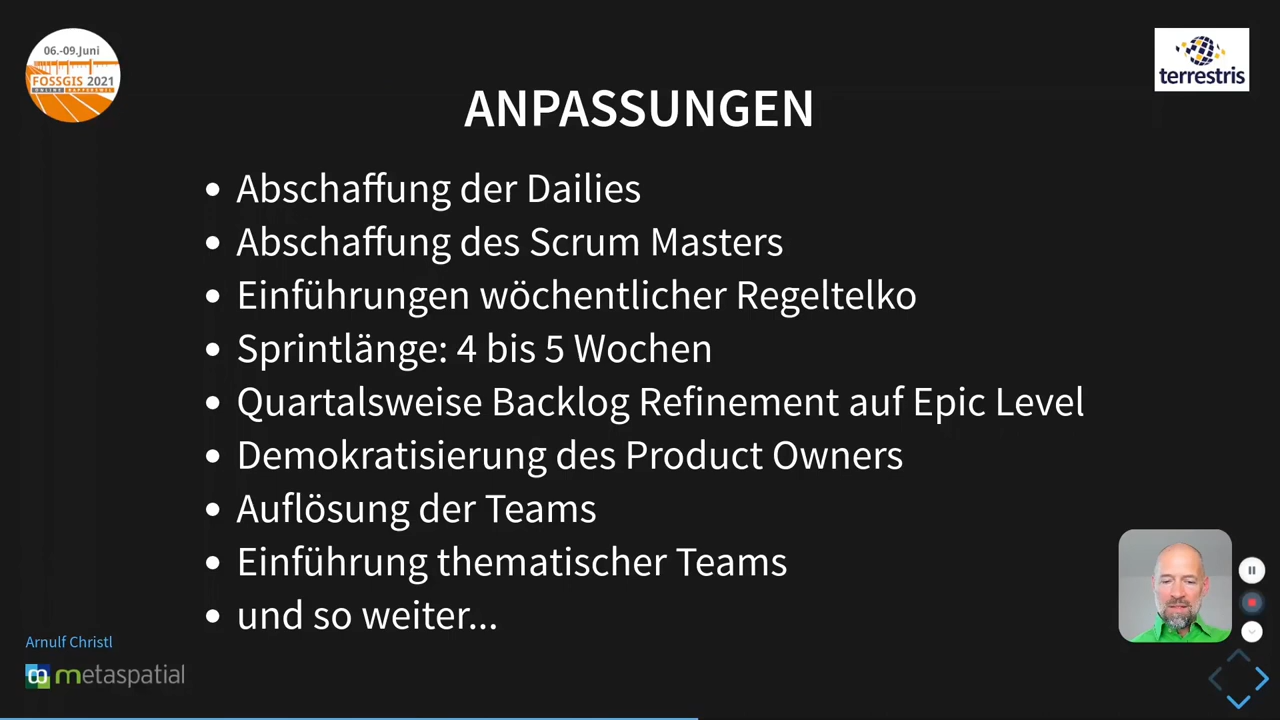 06.-09.Juni
FOSSGIS 2021
terrestris
ANPASSUNGEN
Abschaffung der Dailies
Abschaffung des Scrum Masters
Einführungen wöchentlicher Regeltelko
Sprintlänge: 4 bis 5 Wochen
Quartalsweise Backlog Refinement auf Epic Level
Demokratisierung des Product Owners
Auflösung der Teams
Einführung thematischer Teams
und so weiter...
Arnulf Christl
metaspatial